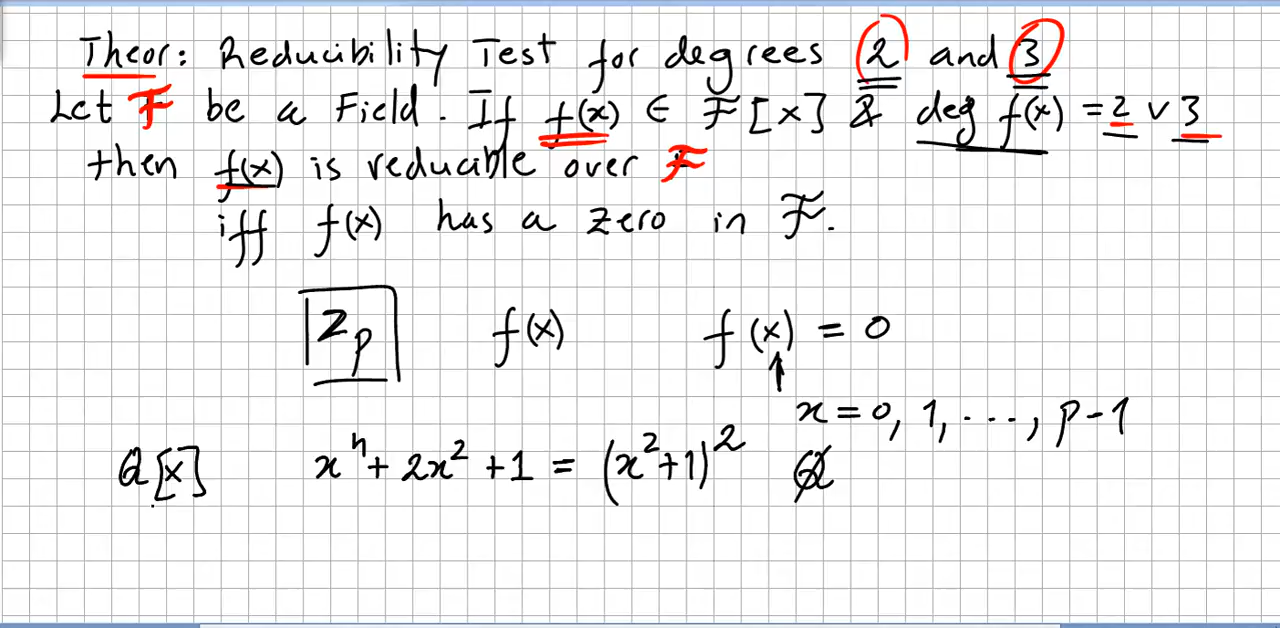 Theor: Reducibility Test for degrees 2 and 3
Let F be a Field. If f(x) ∈ F[x] & deg f(x) = 2 ∨ 3
then f(x) is reducible over F
iff f(x) has a zero in F.
Zp f(x) f(x) = 0
x = 0, 1, ..., p-1
Q[x] xⁿ + 2x² + 1 = (x²+1)² Q